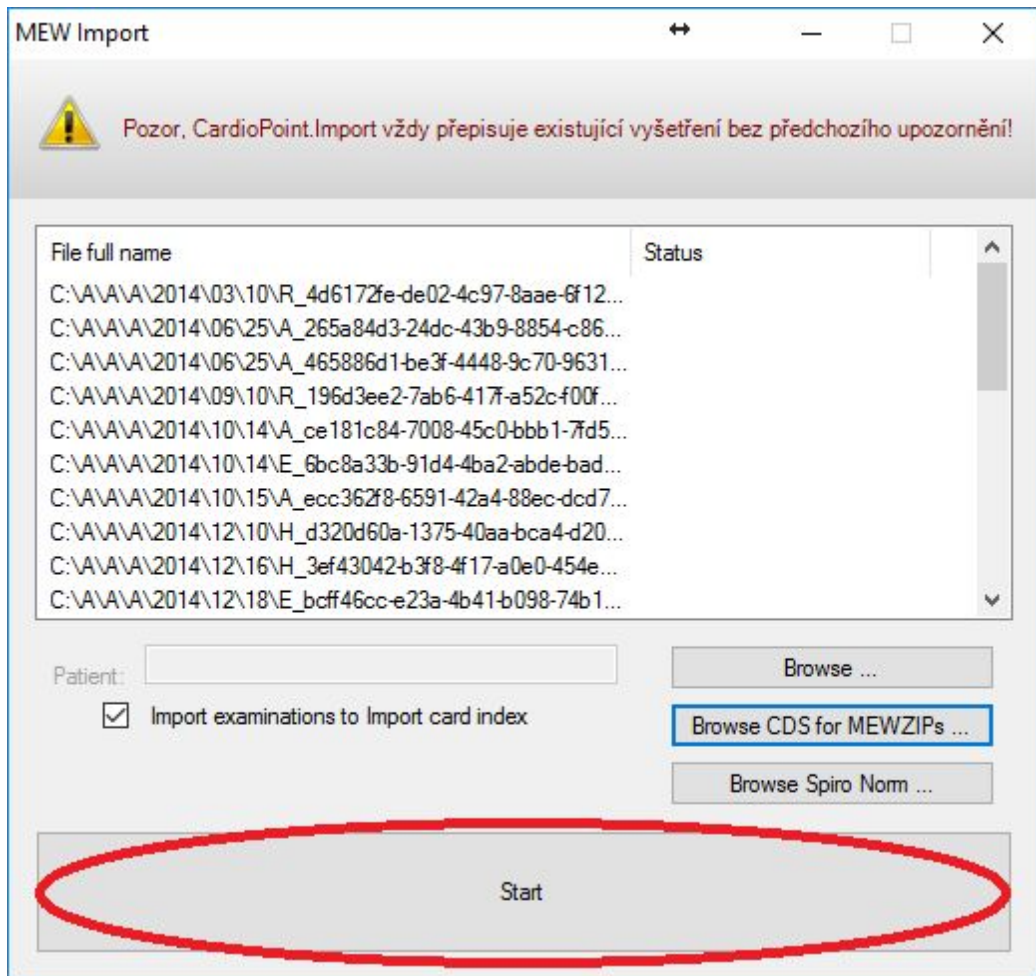 MEW Import
Pozor, CardioPoint.Import vždy přepisuje existující vyšetření bez předchozího upozornění!
File full name Status
C:\A\A\A\2014\03\10\R_4d6172fe-de02-4c97-8aae-6f12...
C:\A\A\A\2014\06\25\A_265a84d3-24dc-43b9-8854-c86...
C:\A\A\A\2014\06\25\A_465886d1-be3f-4448-9c70-9631...
C:\A\A\A\2014\09\10\R_196d3ee2-7ab6-417f-a52c-f00f...
C:\A\A\A\2014\10\14\A_ce181c84-7008-45c0-bbb1-7fd5...
C:\A\A\A\2014\10\14\E_6bc8a33b-91d4-4ba2-abde-bad...
C:\A\A\A\2014\10\15\A_ecc362f8-6591-42a4-88ec-dcd7...
C:\A\A\A\2014\12\10\H_d320d60a-1375-40aa-bca4-d20...
C:\A\A\A\2014\12\16\H_3ef43042-b3f8-4f17-a0e0-454e...
C:\A\A\A\2014\12\18\E_bcff46cc-e23a-4b41-b098-74b1...
Patient:
Browse ...
Import examinations to Import card index
Browse CDS for MEWZIPs ...
Browse Spiro Norm ...
Start